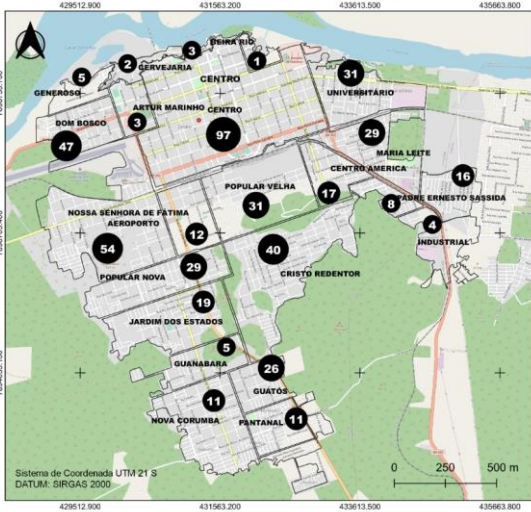 429512.900 431563.200 433613.500 435663.800
BEIRA RIO
3
1
2
CERVEJARIA
5
CENTRO
31
GENEROSO
UNIVERSITÁRIO
ARTUR MARINHO
CENTRO
DOM BOSCO
3
97
29
47
MARIA LEITE
CENTRO AMERICA
16
POPULAR VELHA
17
PADRE ERNESTO SASSIDA
31
8
NOSSA SENHORA DE FATIMA
AEROPORTO
4
12
INDUSTRIAL
54
40
29
CRISTO REDENTOR
POPULAR NOVA
19
JARDIM DOS ESTADOS
5
GUANABARA
26
GUATÓS
11
NOVA CORUMBA
PANTANAL
11
Sistema de Coordenada UTM 21 S
DATUM: SIRGAS 2000
0 250 500 m
429512.900 431563.200 433613.500 435663.800